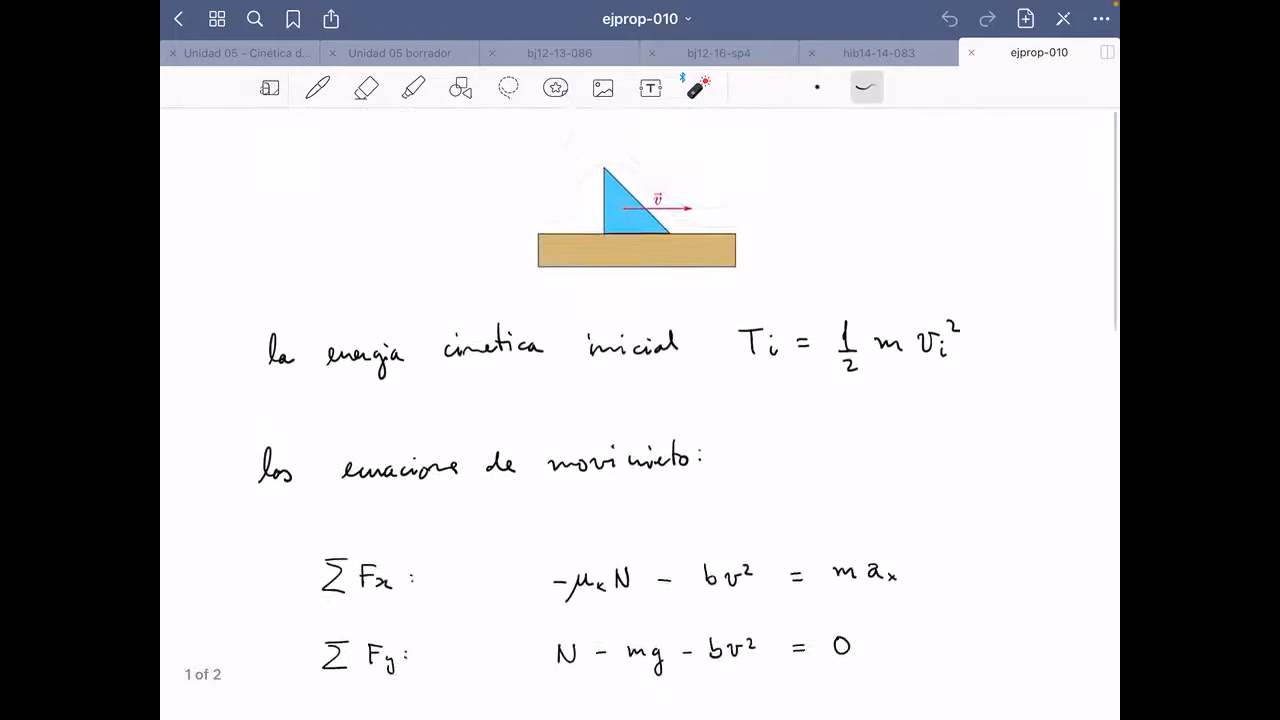 ejprop-010
Unidad 05 - Cinética d...
Unidad 05 borrador
bj12-13-086
bj12-16-sp4
hib14-14-083
ejprop-010
T
v⃗
la energia cinetica inicial Ti = 1/2 m vi²
las ecuacione de movimieto:
∑ Fx : -μk N - bv² = m ax
∑ Fy : N - mg - bv² = 0
1 of 2